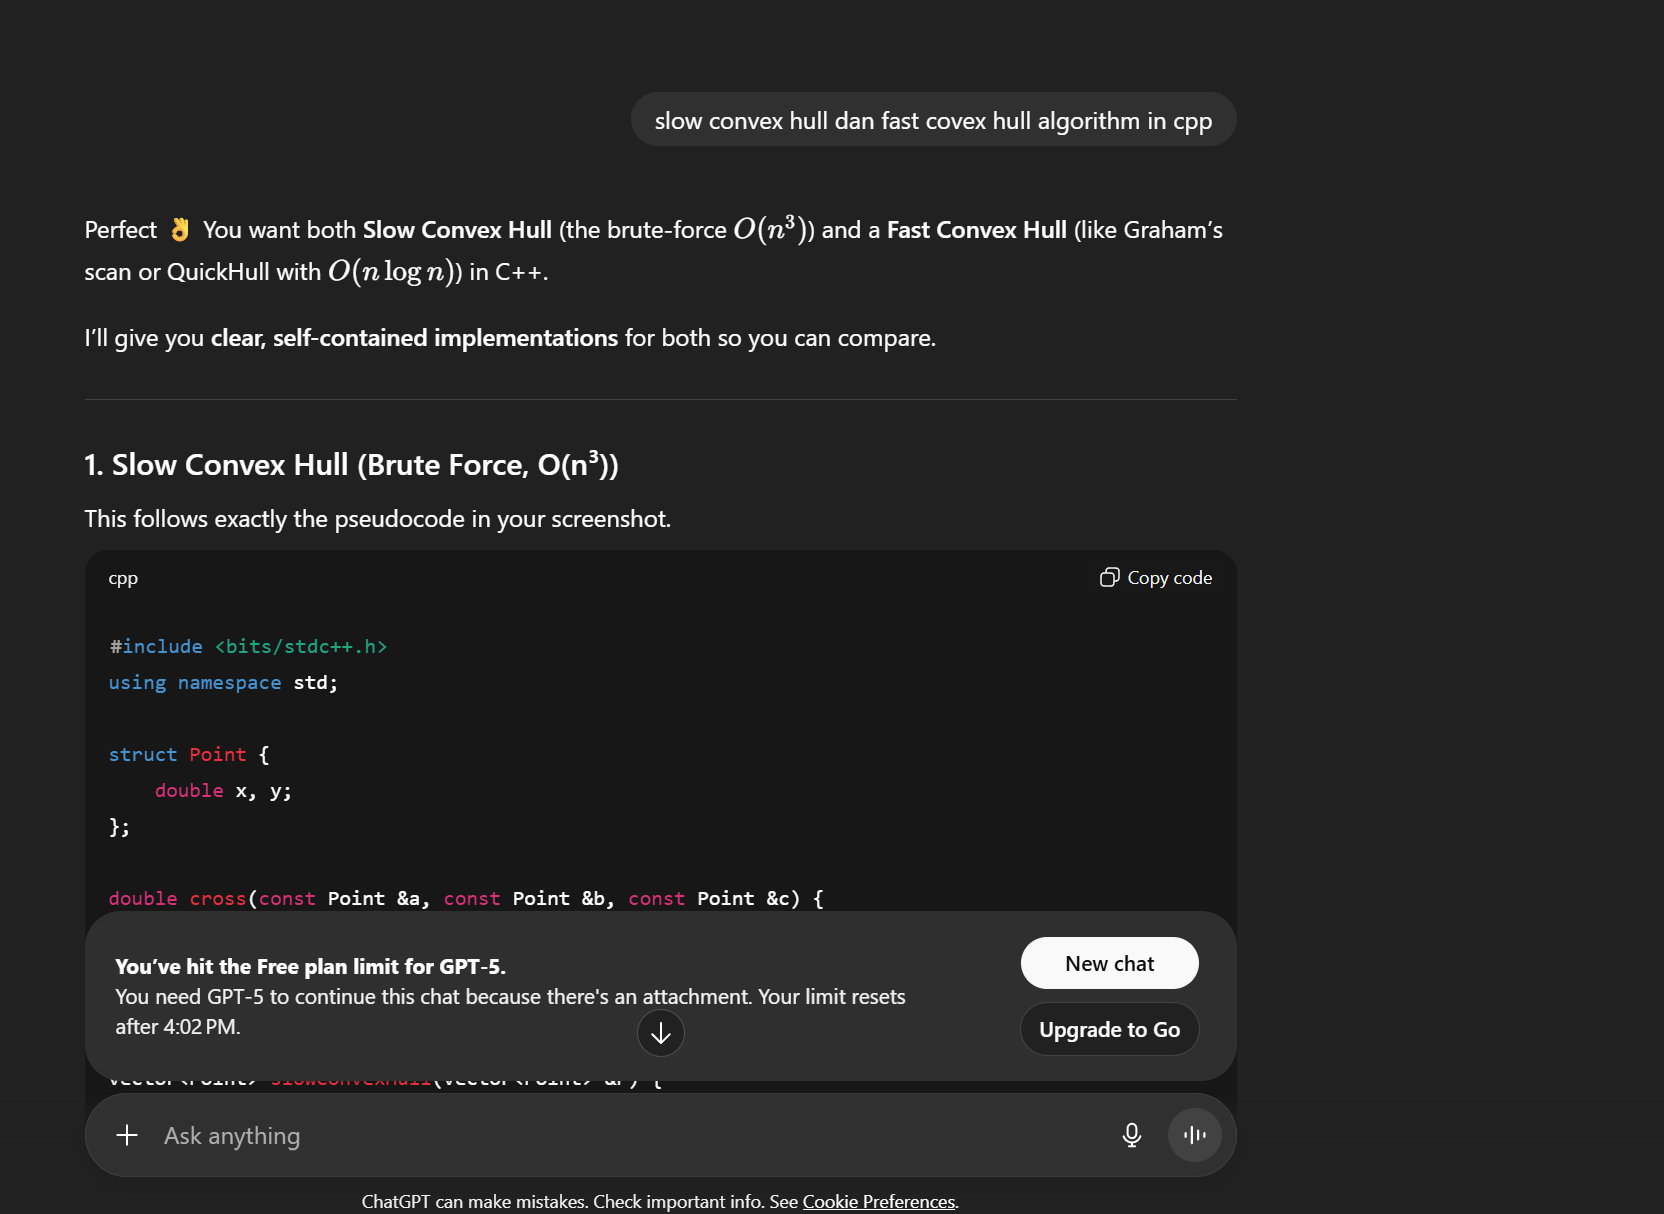 slow convex hull dan fast covex hull algorithm in cpp
Perfect 👌 You want both Slow Convex Hull (the brute-force O(n³)) and a Fast Convex Hull (like Graham’s
scan or QuickHull with O(n log n)) in C++.
I’ll give you clear, self-contained implementations for both so you can compare.
1. Slow Convex Hull (Brute Force, O(n³))
This follows exactly the pseudocode in your screenshot.
cpp
Copy code
#include <bits/stdc++.h>
using namespace std;
struct Point {
double x, y;
};
double cross(const Point &a, const Point &b, const Point &c) {
You’ve hit the Free plan limit for GPT-5.
You need GPT-5 to continue this chat because there's an attachment. Your limit resets
after 4:02 PM.
New chat
Upgrade to Go
Ask anything
ChatGPT can make mistakes. Check important info. See Cookie Preferences.